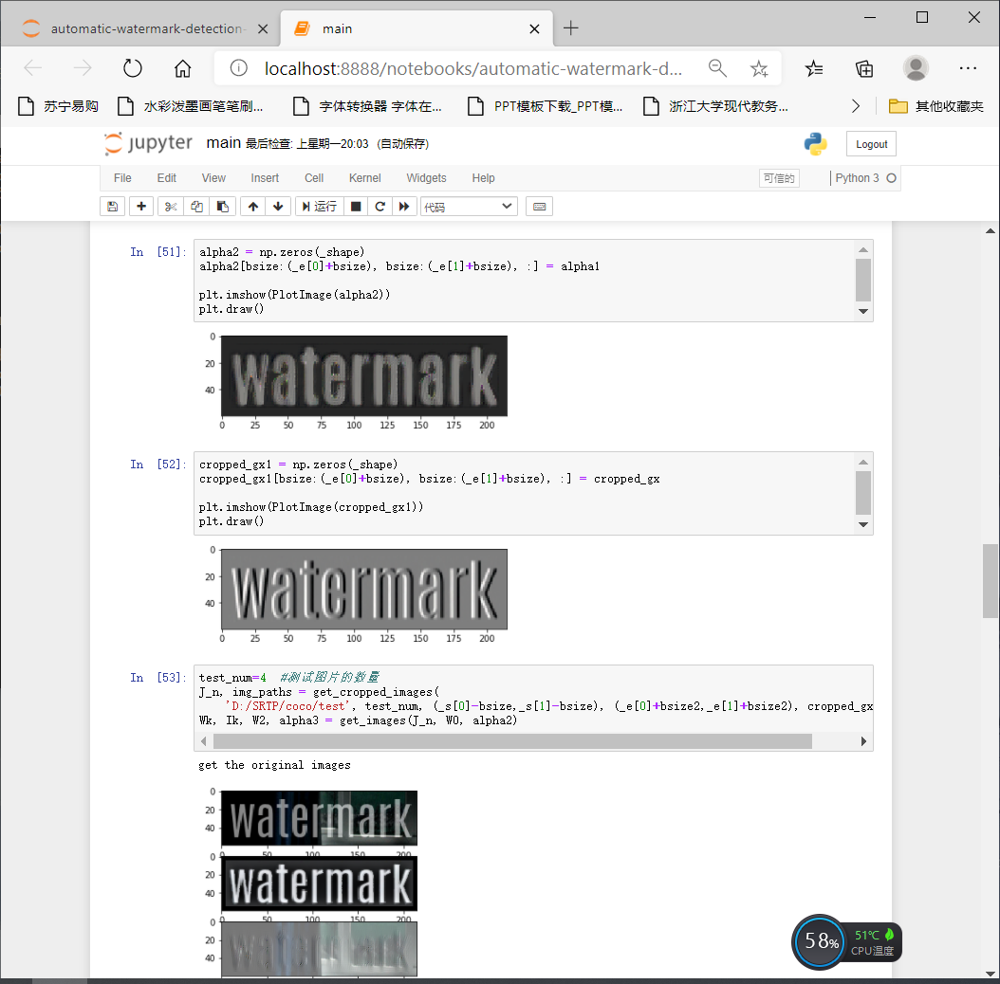 automatic-watermark-detection-
main
localhost:8888/notebooks/automatic-watermark-d...
苏宁易购
水彩泼墨画笔笔刷...
字体转换器 字体在...
PPT模板下载_PPT模...
浙江大学现代教务...
其他收藏夹
jupyter main 最后检查: 上星期一20:03 (自动保存)
Logout
File Edit View Insert Cell Kernel Widgets Help
可信的
Python 3
运行
代码
In [51]:
alpha2 = np.zeros(_shape)
alpha2[bsize:(_e[0]+bsize), bsize:(_e[1]+bsize), :] = alpha1
plt.imshow(PlotImage(alpha2))
plt.draw()
0
20
40
watermark
0 25 50 75 100 125 150 175 200
In [52]:
cropped_gx1 = np.zeros(_shape)
cropped_gx1[bsize:(_e[0]+bsize), bsize:(_e[1]+bsize), :] = cropped_gx
plt.imshow(PlotImage(cropped_gx1))
plt.draw()
0
20
40
watermark
0 25 50 75 100 125 150 175 200
In [53]:
test_num=4 #测试图片的数量
J_n, img_paths = get_cropped_images(
'D:/SRTP/coco/test', test_num, (_s[0]-bsize,_s[1]-bsize), (_e[0]+bsize2,_e[1]+bsize2), cropped_gx
Wk, Ik, W2, alpha3 = get_images(J_n, W0, alpha2)
get the original images
0
20
40
watermark
0 50 100 150 200
0
20
40
watermark
0 50 100 150 200
0
20
40
watermark
58%
51℃
CPU温度